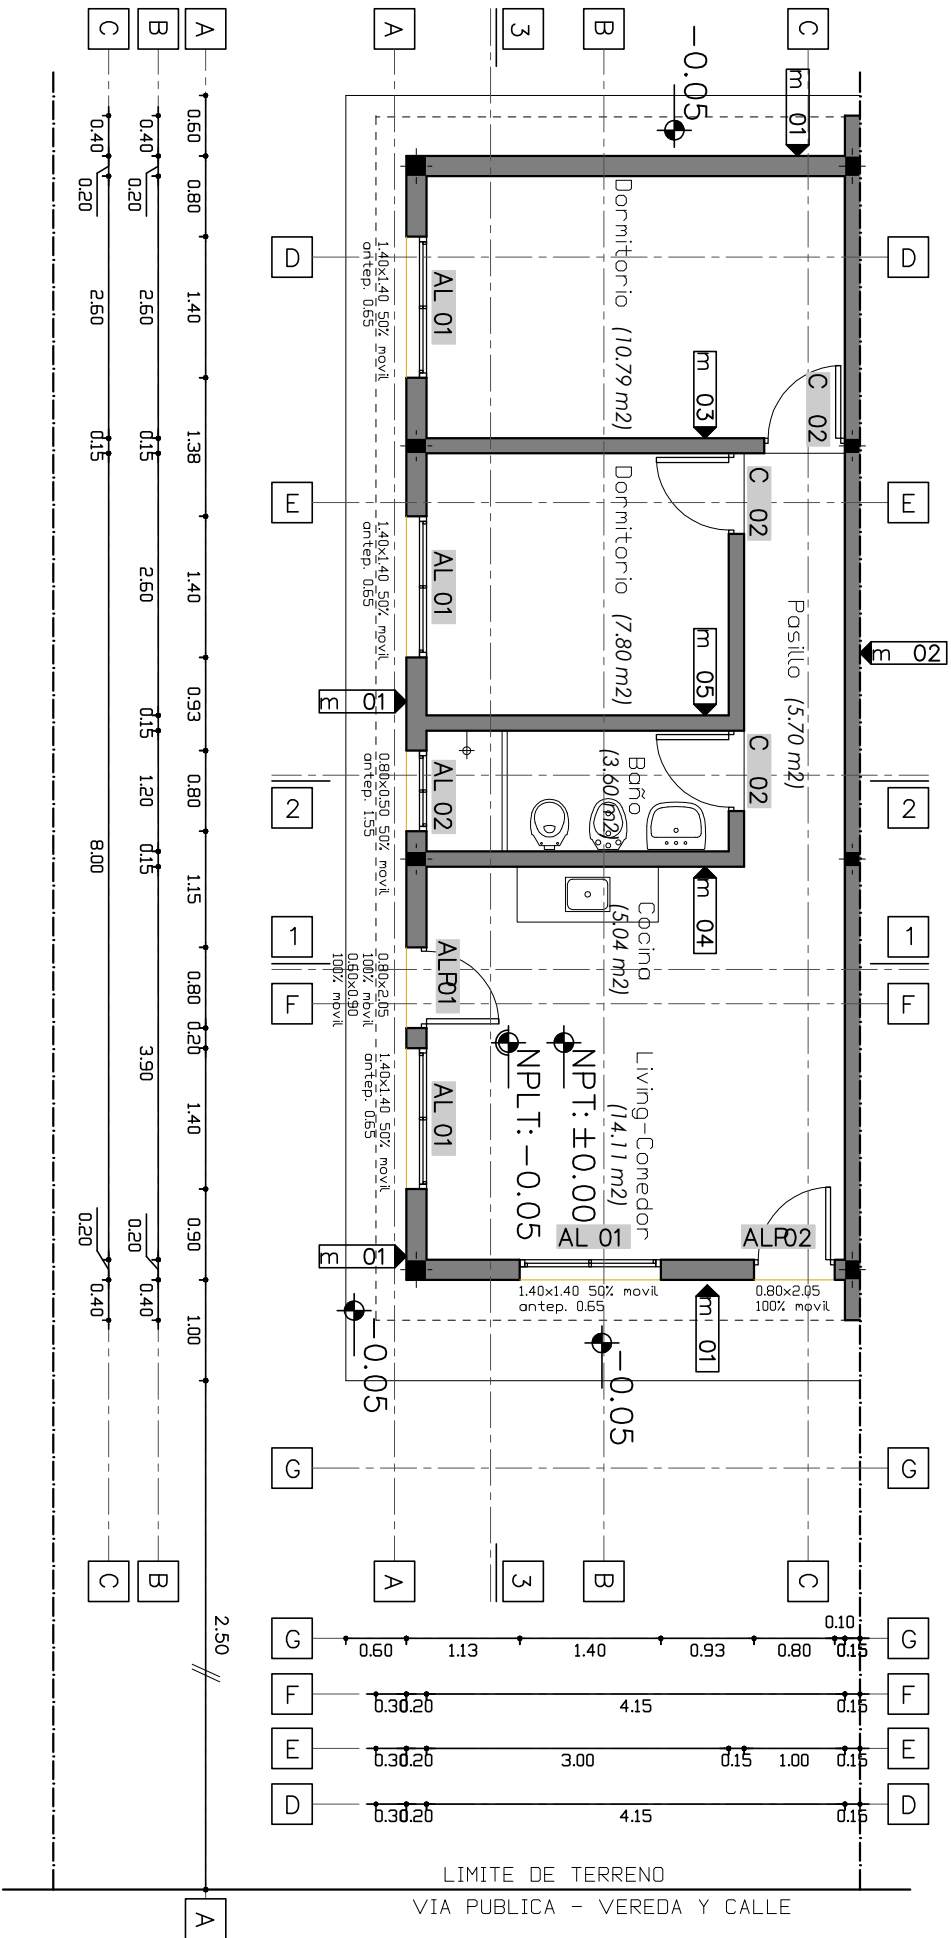 C
B
A
A
3
B
C
0.60
0.80
1.40
1.38
1.40
0.93
0.80
1.15
0.80
0.20
1.40
0.90
1.00
2.50
0.40
0.20
2.60
0.15
2.60
0.15
1.20
0.15
3.90
0.20
0.40
0.40
0.20
2.60
0.15
8.00
0.20
0.40
-0.05
m 01
D
D
Dormitorio (10.79 m2)
AL 01
1.40x1.40 50% movil
antep. 0.65
m 03
C 02
E
E
C 02
Dormitorio (7.80 m2)
AL 01
1.40x1.40 50% movil
antep. 0.65
m 05
Pasillo (5.70 m2)
m 02
m 01
C 02
Baño
(3.60 m2)
AL 02
0.80x0.50 50% movil
antep. 1.55
2
2
m 04
Cocina
(5.04 m2)
1
1
ALP01
0.80x2.05
100% movil
0.60x0.90
100% movil
F
F
NPT: ±0.00
NPLT: -0.05
Living-Comedor
(14.11 m2)
AL 01
1.40x1.40 50% movil
antep. 0.65
m 01
AL 01
ALP02
1.40x1.40 50% movil
antep. 0.65
0.80x2.05
100% movil
m 01
-0.05
-0.05
G
G
C
B
A
3
B
C
G
0.60
1.13
1.40
0.93
0.80
0.10
0.15
G
F
0.30
0.20
4.15
0.15
F
E
0.30
0.20
3.00
0.15
1.00
0.15
E
D
0.30
0.20
4.15
0.15
D
LIMITE DE TERRENO
VIA PUBLICA - VEREDA Y CALLE
A